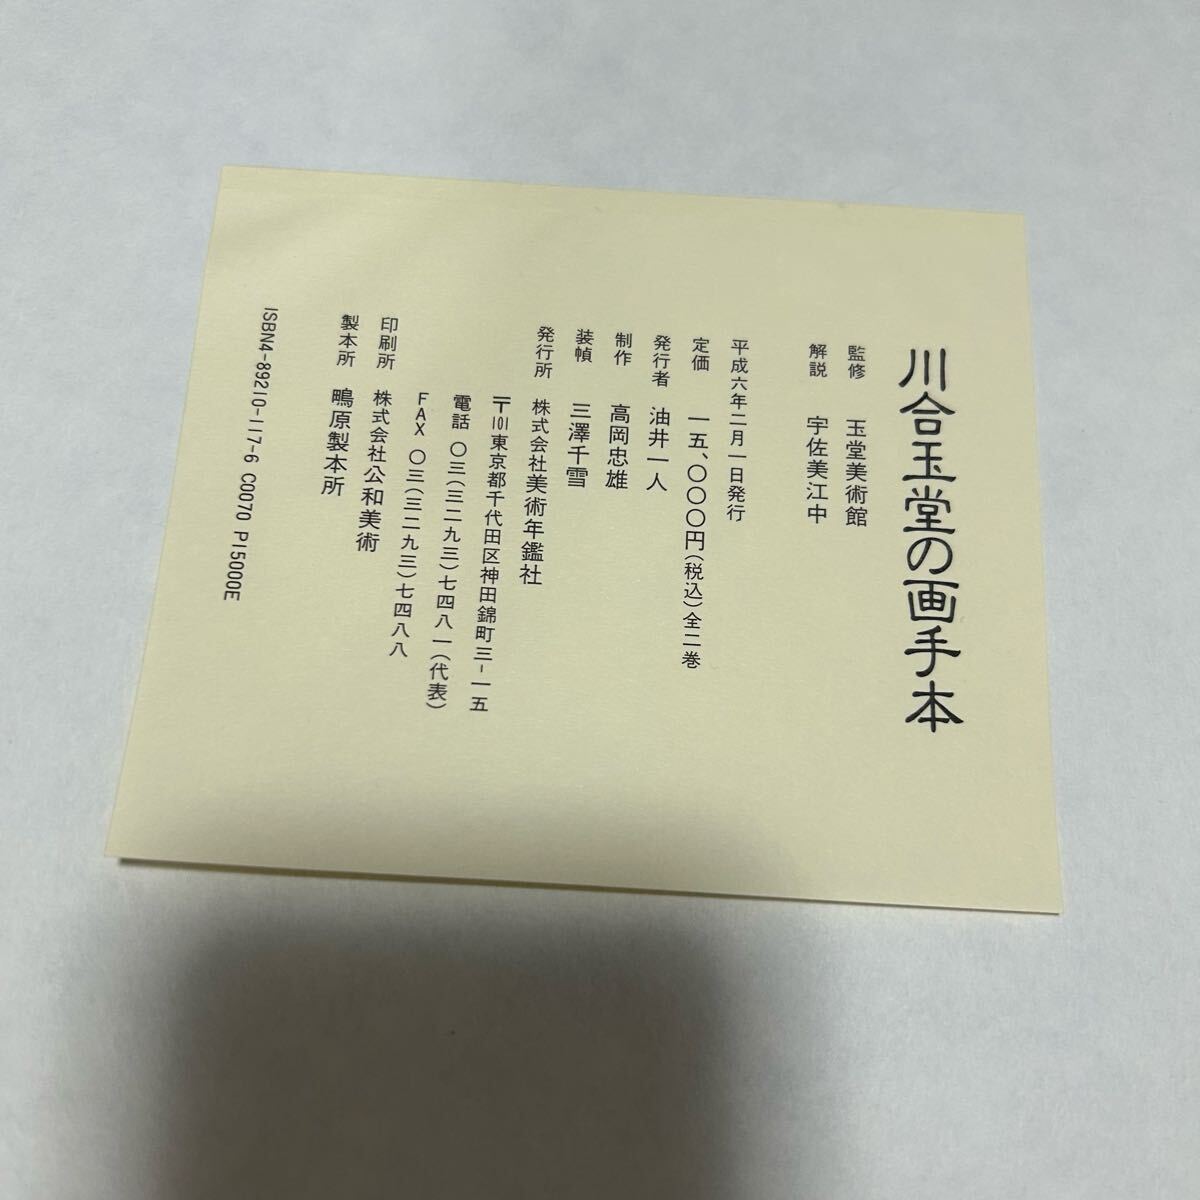 川合玉堂の画手本
監修 玉堂美術館
解説 宇佐美江中
平成六年二月一日発行
定価 一五、〇〇〇円(税込)全二巻
発行者 油井一人
制作 高岡忠雄
装幀 三澤千雪
発行所 株式会社美術年鑑社
〒101東京都千代田区神田錦町三-一五
電話 〇三(三二九三)七四八一(代表)
FAX 〇三(三二九三)七四八八
印刷所 株式会社公和美術
製本所 鴫原製本所
ISBN4-89210-117-6 C0070 P15000E